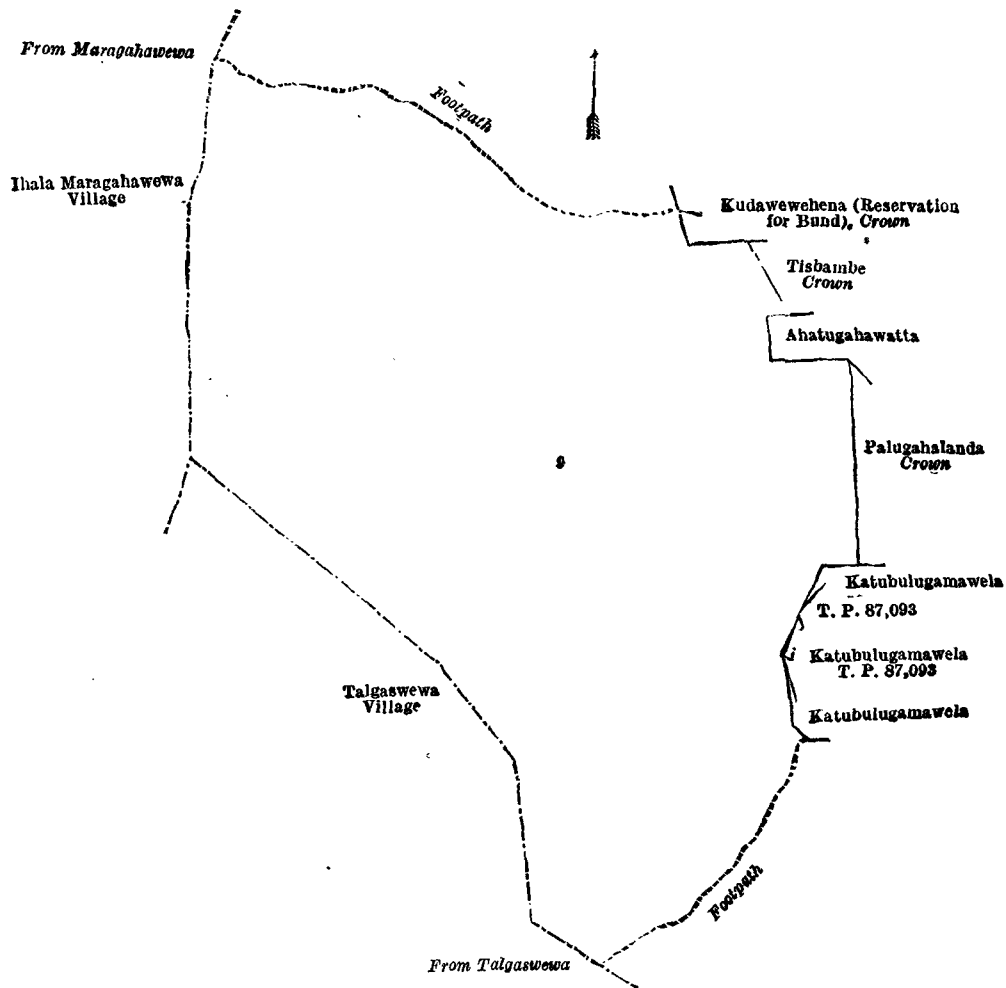 From Maragahawewa
Footpath
Ihala Maragahawewa
Village
Kudawewehena (Reservation
for Bund), Crown
Tisbambe
Crown
Ahatugahawatta
Palugahalanda
Crown
9
Katubulugamawela
T. P. 87,093
Katubulugamawela
T. P. 87,093
Talgaswewa
Village
Katubulugamawela
Footpath
From Talgaswewa